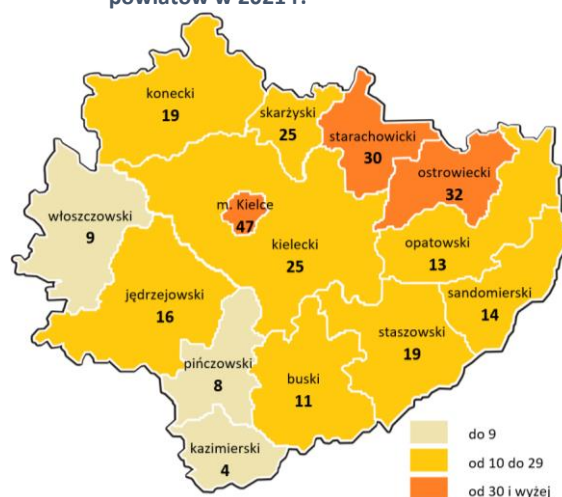 powiatów w 2021 r.
konecki
19
skarżyski
25
starachowicki
30
ostrowiecki
32
włoszczowski
9
m. Kielce
47
kielecki
25
opatowski
13
sandomierski
14
jędrzejowski
16
staszowski
19
pińczowski
8
buski
11
kazimierski
4
do 9
od 10 do 29
od 30 i wyżej